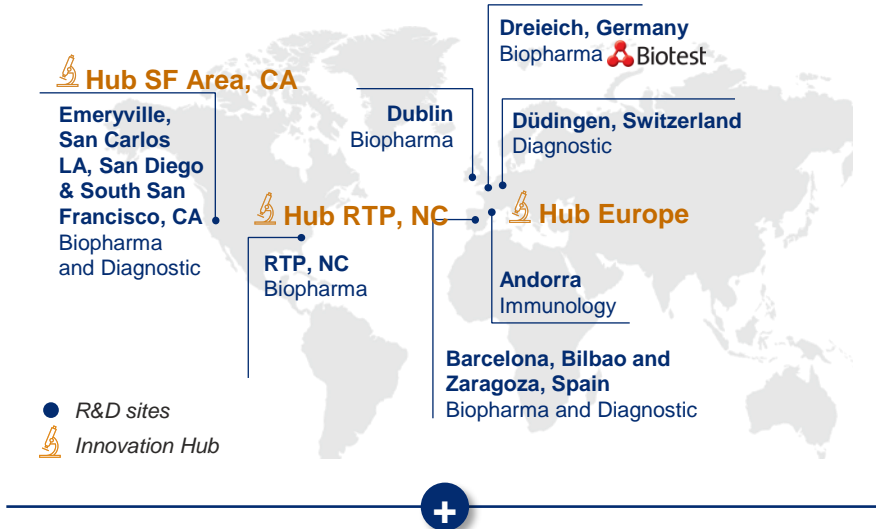 Dreieich, Germany
Biopharma Biotest
Hub SF Area, CA
Emeryville,
San Carlos
LA, San Diego
& South San
Francisco, CA
Biopharma
and Diagnostic
Dublin
Biopharma
Düdingen, Switzerland
Diagnostic
Hub RTP, NC
Hub Europe
RTP, NC
Biopharma
Andorra
Immunology
Barcelona, Bilbao and
Zaragoza, Spain
Biopharma and Diagnostic
R&D sites
Innovation Hub
+